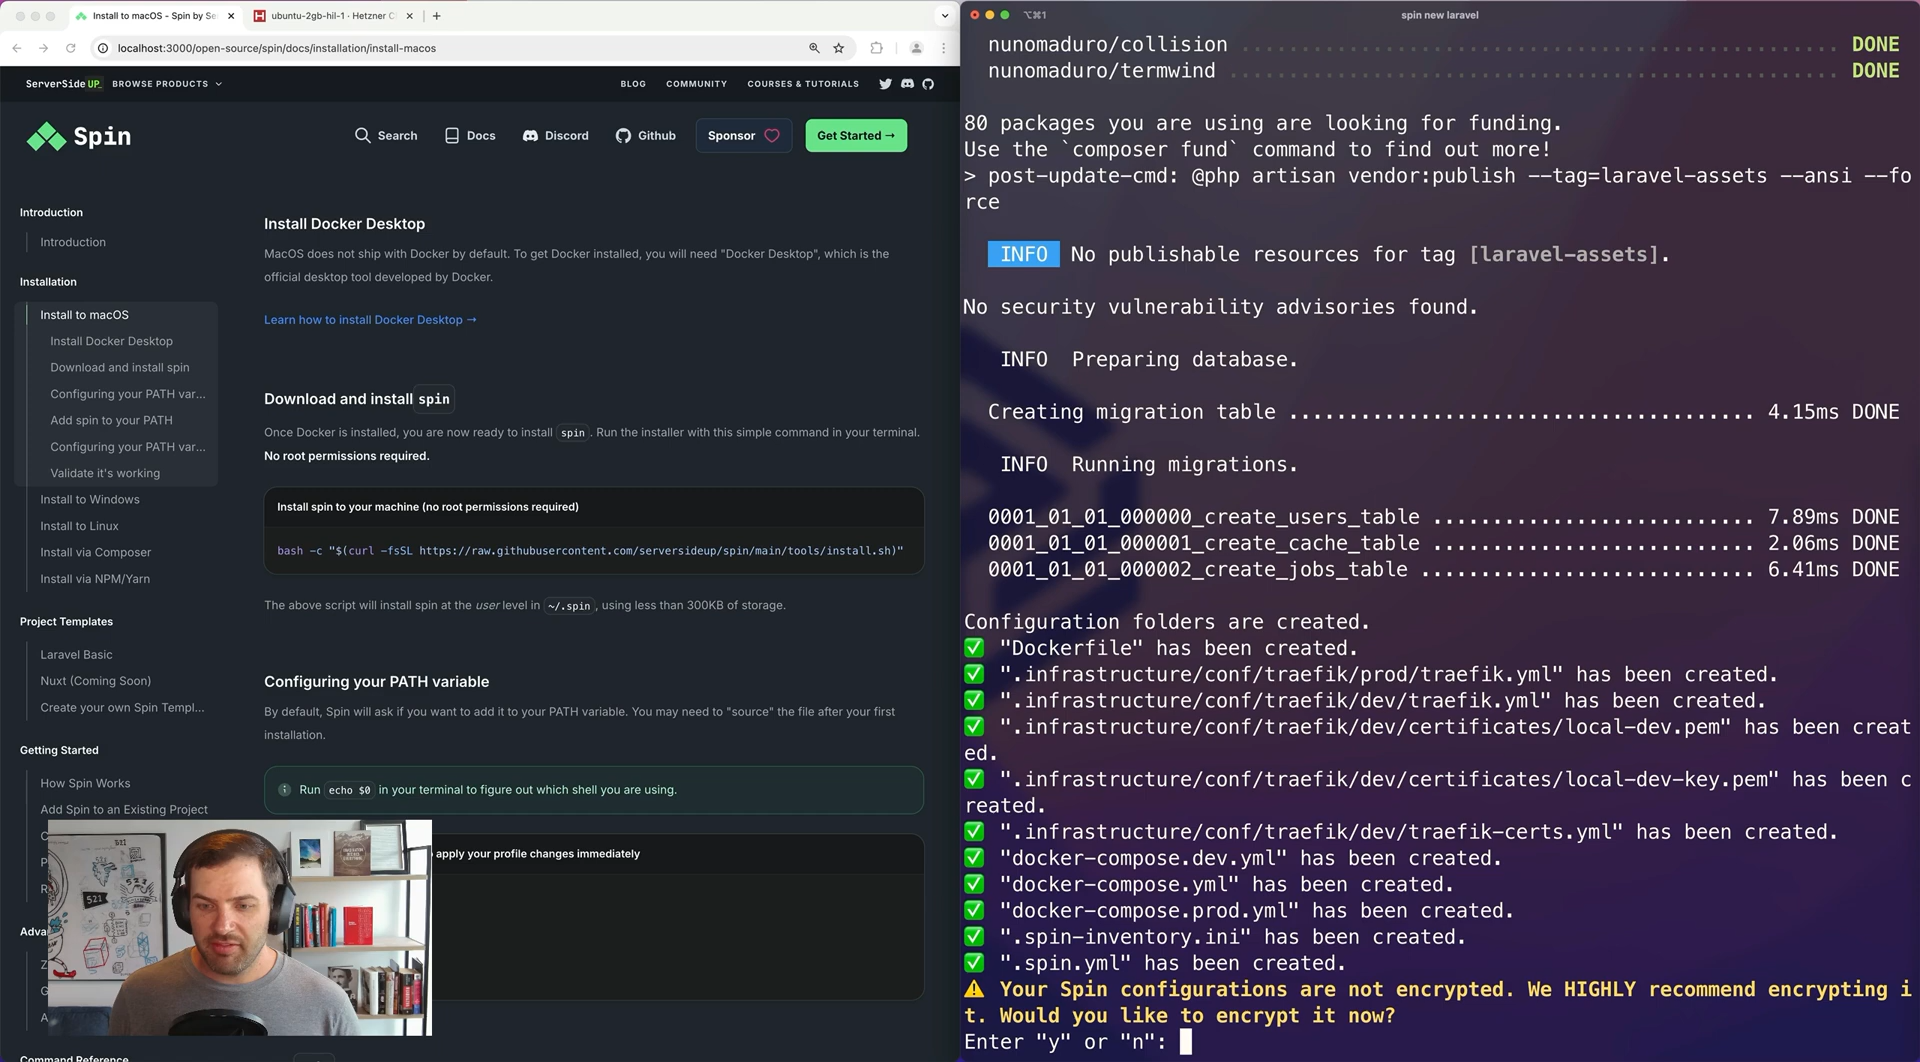 Install to macOS - Spin by Se
ubuntu-2gb-hil-1 · Hetzner C
localhost:3000/open-source/spin/docs/installation/install-macos
ServerSideUP_ BROWSE PRODUCTS
BLOG COMMUNITY COURSES & TUTORIALS
Spin
Search Docs Discord Github Sponsor Get Started →
Introduction
Introduction
Installation
Install to macOS
Install Docker Desktop
Download and install spin
Configuring your PATH var...
Add spin to your PATH
Configuring your PATH var...
Validate it's working
Install to Windows
Install to Linux
Install via Composer
Install via NPM/Yarn
Project Templates
Laravel Basic
Nuxt (Coming Soon)
Create your own Spin Templ...
Getting Started
How Spin Works
Add Spin to an Existing Project
Adva
Command Reference
Install Docker Desktop
MacOS does not ship with Docker by default. To get Docker installed, you will need "Docker Desktop", which is the
official desktop tool developed by Docker.
Learn how to install Docker Desktop →
Download and install spin
Once Docker is installed, you are now ready to install spin. Run the installer with this simple command in your terminal.
No root permissions required.
Install spin to your machine (no root permissions required)
bash -c "$(curl -fsSL https://raw.githubusercontent.com/serversideup/spin/main/tools/install.sh)"
The above script will install spin at the user level in ~/.spin, using less than 300KB of storage.
Configuring your PATH variable
By default, Spin will ask if you want to add it to your PATH variable. You may need to "source" the file after your first
installation.
Run echo $0 in your terminal to figure out which shell you are using.
apply your profile changes immediately
521
⌥⌘1
spin new laravel
nunomaduro/collision ........ DONE
nunomaduro/termwind ........ DONE
80 packages you are using are looking for funding.
Use the `composer fund` command to find out more!
> post-update-cmd: @php artisan vendor:publish --tag=laravel-assets --ansi --fo
rce
INFO No publishable resources for tag [laravel-assets].
No security vulnerability advisories found.
INFO Preparing database.
Creating migration table ....................................... 4.15ms DONE
INFO Running migrations.
0001_01_01_000000_create_users_table ........................... 7.89ms DONE
0001_01_01_000001_create_cache_table ........................... 2.06ms DONE
0001_01_01_000002_create_jobs_table ............................ 6.41ms DONE
Configuration folders are created.
✅ "Dockerfile" has been created.
✅ ".infrastructure/conf/traefik/prod/traefik.yml" has been created.
✅ ".infrastructure/conf/traefik/dev/traefik.yml" has been created.
✅ ".infrastructure/conf/traefik/dev/certificates/local-dev.pem" has been creat
ed.
✅ ".infrastructure/conf/traefik/dev/certificates/local-dev-key.pem" has been c
reated.
✅ ".infrastructure/conf/traefik/dev/traefik-certs.yml" has been created.
✅ "docker-compose.dev.yml" has been created.
✅ "docker-compose.yml" has been created.
✅ "docker-compose.prod.yml" has been created.
✅ ".spin-inventory.ini" has been created.
✅ ".spin.yml" has been created.
⚠️ Your Spin configurations are not encrypted. We HIGHLY recommend encrypting i
t. Would you like to encrypt it now?
Enter "y" or "n":